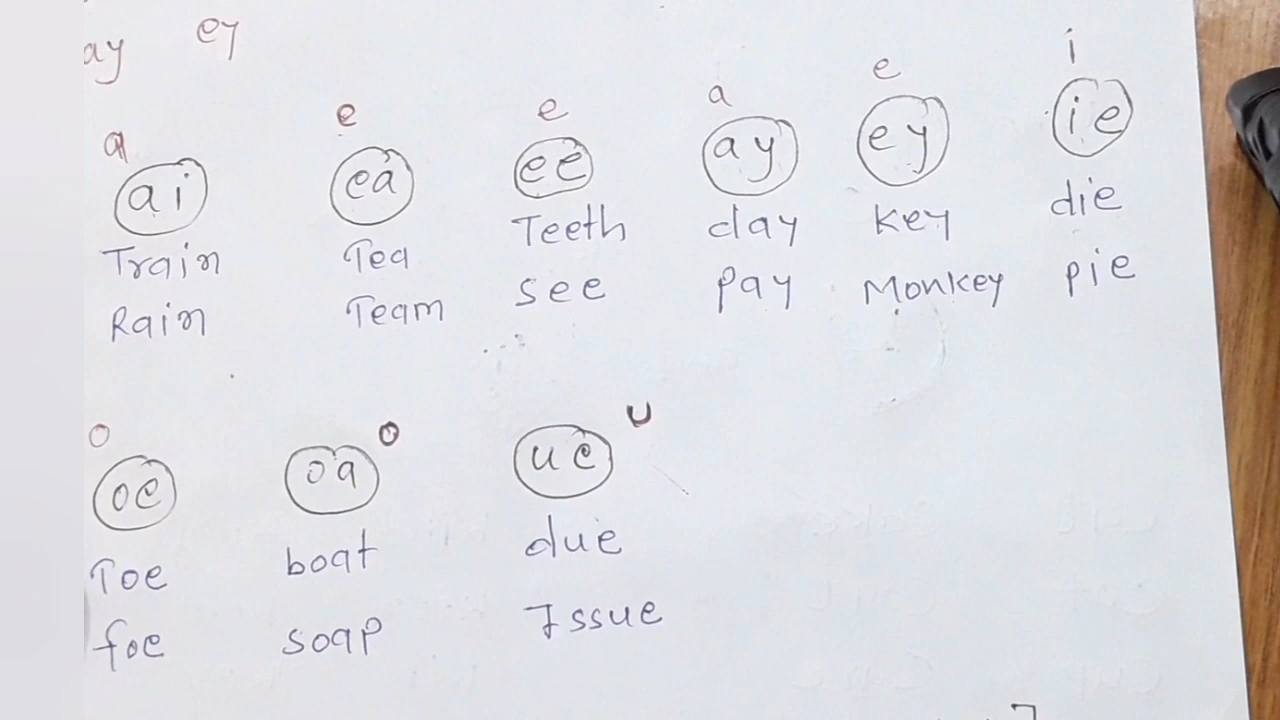 ay ey
a e e a e i
ai ea ee ay ey ie
Train Tea Teeth day key die
Rain Team see pay Monkey pie
o o u
oe oa ue
Toe boat due
foe soap Issue